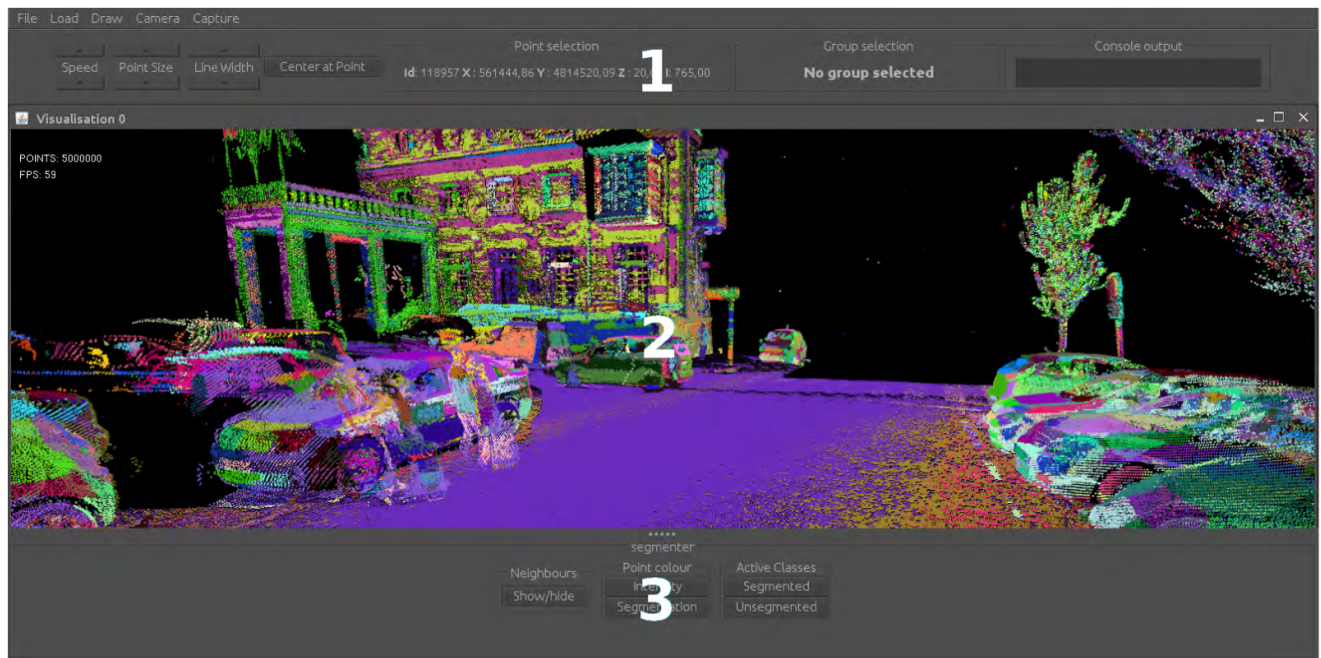 File Load Draw Camera Capture
Point selection Group selection Console output
Speed Point Size Line Width Center at Point
Id: 118957 X : 561444,86 Y : 4814520,09 Z : 20, I: 765,00 No group selected
1
Visualisation 0
POINTS: 5000000
FPS: 59
2
segmenter
Neighbours Point colour Active Classes
Show/hide Intensity Segmented
Segmentation Unsegmented
3